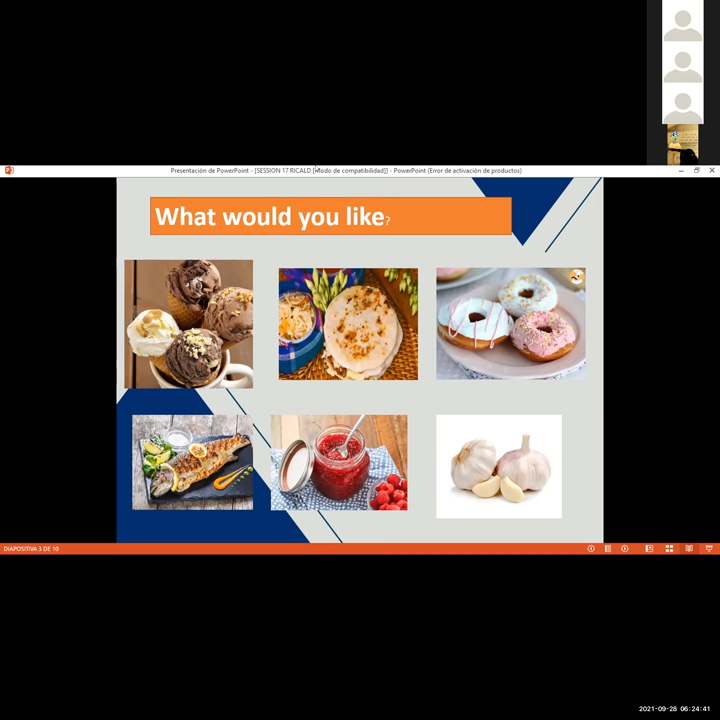 Presentación de PowerPoint - [SESSION 17 RICALD [Modo de compatibilidad]] - PowerPoint (Error de activación de productos)
What would you like?
DIAPOSITIVA 3 DE 10
2021-09-28 06:24:41